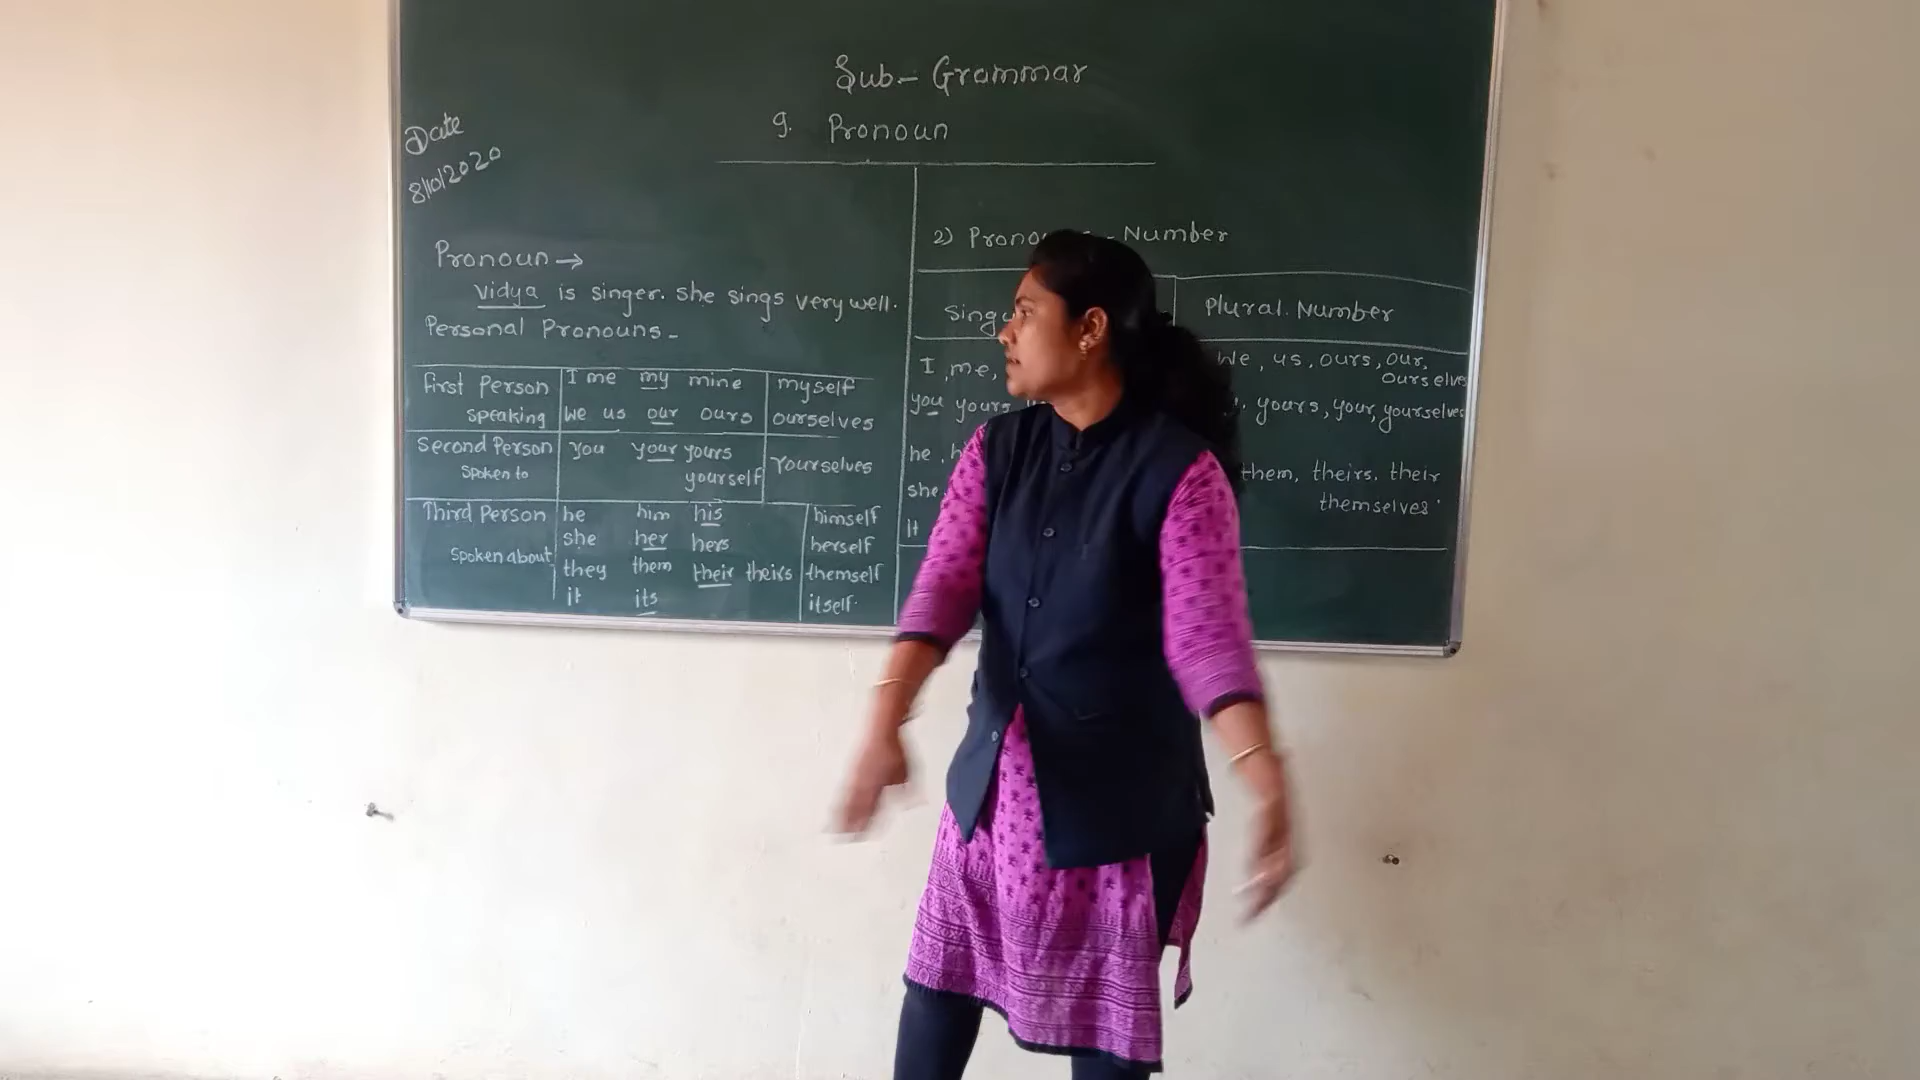 Sub- Grammar
9. Pronoun
Date
8/10/2020
Pronoun →
Vidya is singer. She sings very well.
Personal Pronouns -
First Person I me my mine myself
speaking We us our ours ourselves
Second Person you your yours
Spoken to yourself Yourselves
Third Person he him his himself
she her hers herself
Spoken about they them their theirs themself
it its itself.
2) - Number
Plural. Number
I, me,
you yours
he,
she
It
We, us, ours, our,
ourselves
yours, your, yourselves
them, theirs. their
themselves